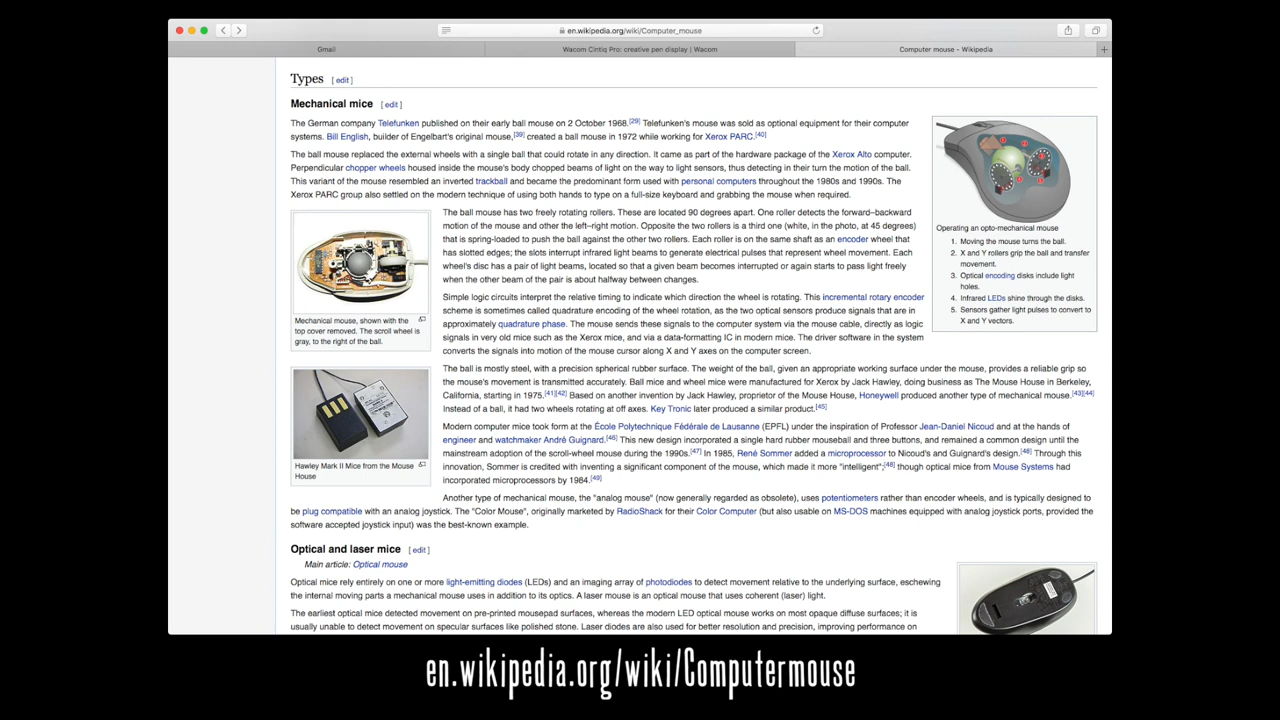 en.wikipedia.org/wiki/Computer_mouse
Gmail
Wacom Cintiq Pro: creative pen display | Wacom
Computer mouse - Wikipedia
+
Types [ edit ]
Mechanical mice [ edit ]
The German company Telefunken published on their early ball mouse on 2 October 1968.[29] Telefunken's mouse was sold as optional equipment for their computer
systems. Bill English, builder of Engelbart's original mouse,[39] created a ball mouse in 1972 while working for Xerox PARC.[40]
The ball mouse replaced the external wheels with a single ball that could rotate in any direction. It came as part of the hardware package of the Xerox Alto computer.
Perpendicular chopper wheels housed inside the mouse's body chopped beams of light on the way to light sensors, thus detecting in their turn the motion of the ball.
This variant of the mouse resembled an inverted trackball and became the predominant form used with personal computers throughout the 1980s and 1990s. The
Xerox PARC group also settled on the modern technique of using both hands to type on a full-size keyboard and grabbing the mouse when required.
Operating an opto-mechanical mouse
1. Moving the mouse turns the ball.
2. X and Y rollers grip the ball and transfer
movement.
3. Optical encoding disks include light
holes.
4. Infrared LEDs shine through the disks.
5. Sensors gather light pulses to convert to
X and Y vectors.
Mechanical mouse, shown with the
top cover removed. The scroll wheel is
gray, to the right of the ball.
The ball mouse has two freely rotating rollers. These are located 90 degrees apart. One roller detects the forward–backward
motion of the mouse and other the left–right motion. Opposite the two rollers is a third one (white, in the photo, at 45 degrees)
that is spring-loaded to push the ball against the other two rollers. Each roller is on the same shaft as an encoder wheel that
has slotted edges; the slots interrupt infrared light beams to generate electrical pulses that represent wheel movement. Each
wheel's disc has a pair of light beams, located so that a given beam becomes interrupted or again starts to pass light freely
when the other beam of the pair is about halfway between changes.
Simple logic circuits interpret the relative timing to indicate which direction the wheel is rotating. This incremental rotary encoder
scheme is sometimes called quadrature encoding of the wheel rotation, as the two optical sensors produce signals that are in
approximately quadrature phase. The mouse sends these signals to the computer system via the mouse cable, directly as logic
signals in very old mice such as the Xerox mice, and via a data-formatting IC in modern mice. The driver software in the system
converts the signals into motion of the mouse cursor along X and Y axes on the computer screen.
Hawley Mark II Mice from the Mouse
House
The ball is mostly steel, with a precision spherical rubber surface. The weight of the ball, given an appropriate working surface under the mouse, provides a reliable grip so
the mouse's movement is transmitted accurately. Ball mice and wheel mice were manufactured for Xerox by Jack Hawley, doing business as The Mouse House in Berkeley,
California, starting in 1975.[41][42] Based on another invention by Jack Hawley, proprietor of the Mouse House, Honeywell produced another type of mechanical mouse.[43][44]
Instead of a ball, it had two wheels rotating at off axes. Key Tronic later produced a similar product.[45]
Modern computer mice took form at the École Polytechnique Fédérale de Lausanne (EPFL) under the inspiration of Professor Jean-Daniel Nicoud and at the hands of
engineer and watchmaker André Guignard.[46] This new design incorporated a single hard rubber mouseball and three buttons, and remained a common design until the
mainstream adoption of the scroll-wheel mouse during the 1990s.[47] In 1985, René Sommer added a microprocessor to Nicoud's and Guignard's design.[48] Through this
innovation, Sommer is credited with inventing a significant component of the mouse, which made it more "intelligent";[48] though optical mice from Mouse Systems had
incorporated microprocessors by 1984.[49]
Another type of mechanical mouse, the "analog mouse" (now generally regarded as obsolete), uses potentiometers rather than encoder wheels, and is typically designed to
be plug compatible with an analog joystick. The "Color Mouse", originally marketed by RadioShack for their Color Computer (but also usable on MS-DOS machines equipped with analog joystick ports, provided the
software accepted joystick input) was the best-known example.
Optical and laser mice [ edit ]
Main article: Optical mouse
Optical mice rely entirely on one or more light-emitting diodes (LEDs) and an imaging array of photodiodes to detect movement relative to the underlying surface, eschewing
the internal moving parts a mechanical mouse uses in addition to its optics. A laser mouse is an optical mouse that uses coherent (laser) light.
The earliest optical mice detected movement on pre-printed mousepad surfaces, whereas the modern LED optical mouse works on most opaque diffuse surfaces; it is
usually unable to detect movement on specular surfaces like polished stone. Laser diodes are also used for better resolution and precision, improving performance on
en.wikipedia.org/wiki/Computermouse